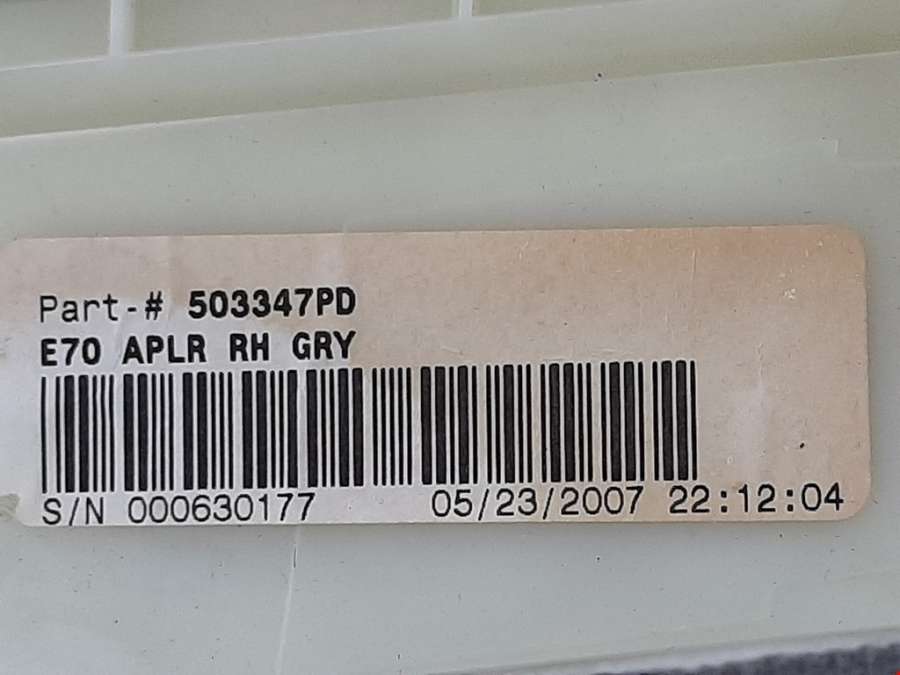 Part-# 503347PD
E70 APLR RH GRY
S/N 000630177 05/23/2007 22:12:04